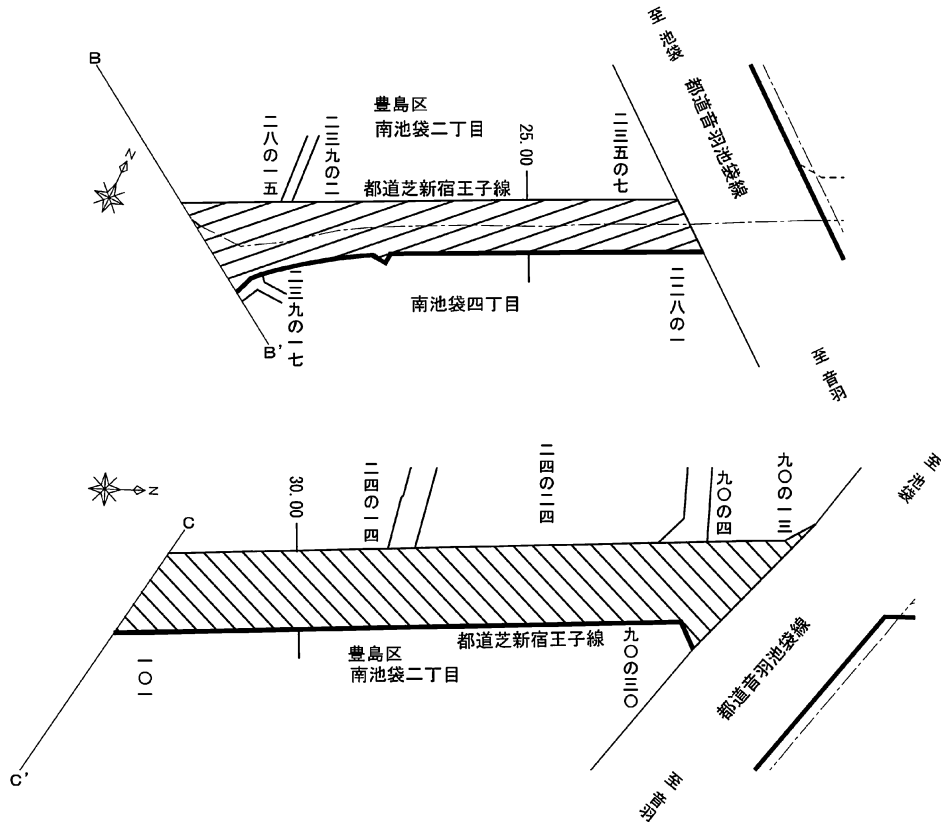 B
至 池袋
都道音羽池袋線
豊島区
南池袋二丁目
二八の一五
二三九の二
25.00
二三五の七
N
都道芝新宿王子線
二三九の一七
南池袋四丁目
二二八の一
B'
至 音羽
N
C
30.00
二四の一四
二四の二四
九〇の四
九〇の一三
至 池袋
都道芝新宿王子線
豊島区
南池袋二丁目
一〇一
九〇の三〇
都道音羽池袋線
C'
至 音羽